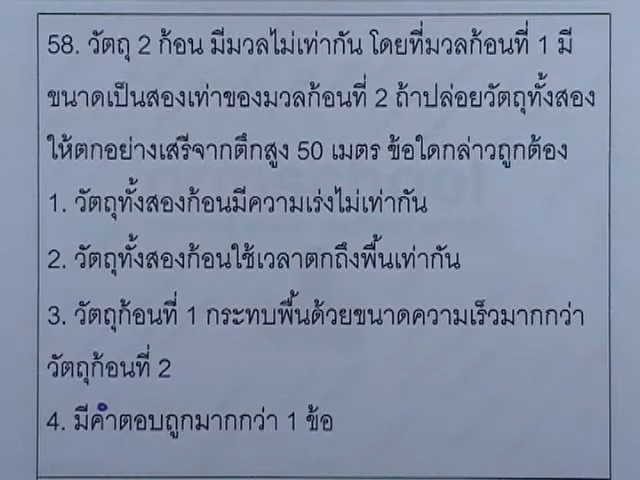 58. วัตถุ 2 ก้อน มีมวลไม่เท่ากัน โดยที่มวลก้อนที่ 1 มี
ขนาดเป็นสองเท่าของมวลก้อนที่ 2 ถ้าปล่อยวัตถุทั้งสอง
ให้ตกอย่างเสรีจากตึกสูง 50 เมตร ข้อใดกล่าวถูกต้อง
1. วัตถุทั้งสองก้อนมีความเร่งไม่เท่ากัน
2. วัตถุทั้งสองก้อนใช้เวลาตกถึงพื้นเท่ากัน
3. วัตถุก้อนที่ 1 กระทบพื้นด้วยขนาดความเร็วมากกว่า
วัตถุก้อนที่ 2
4. มีคำตอบถูกมากกว่า 1 ข้อ